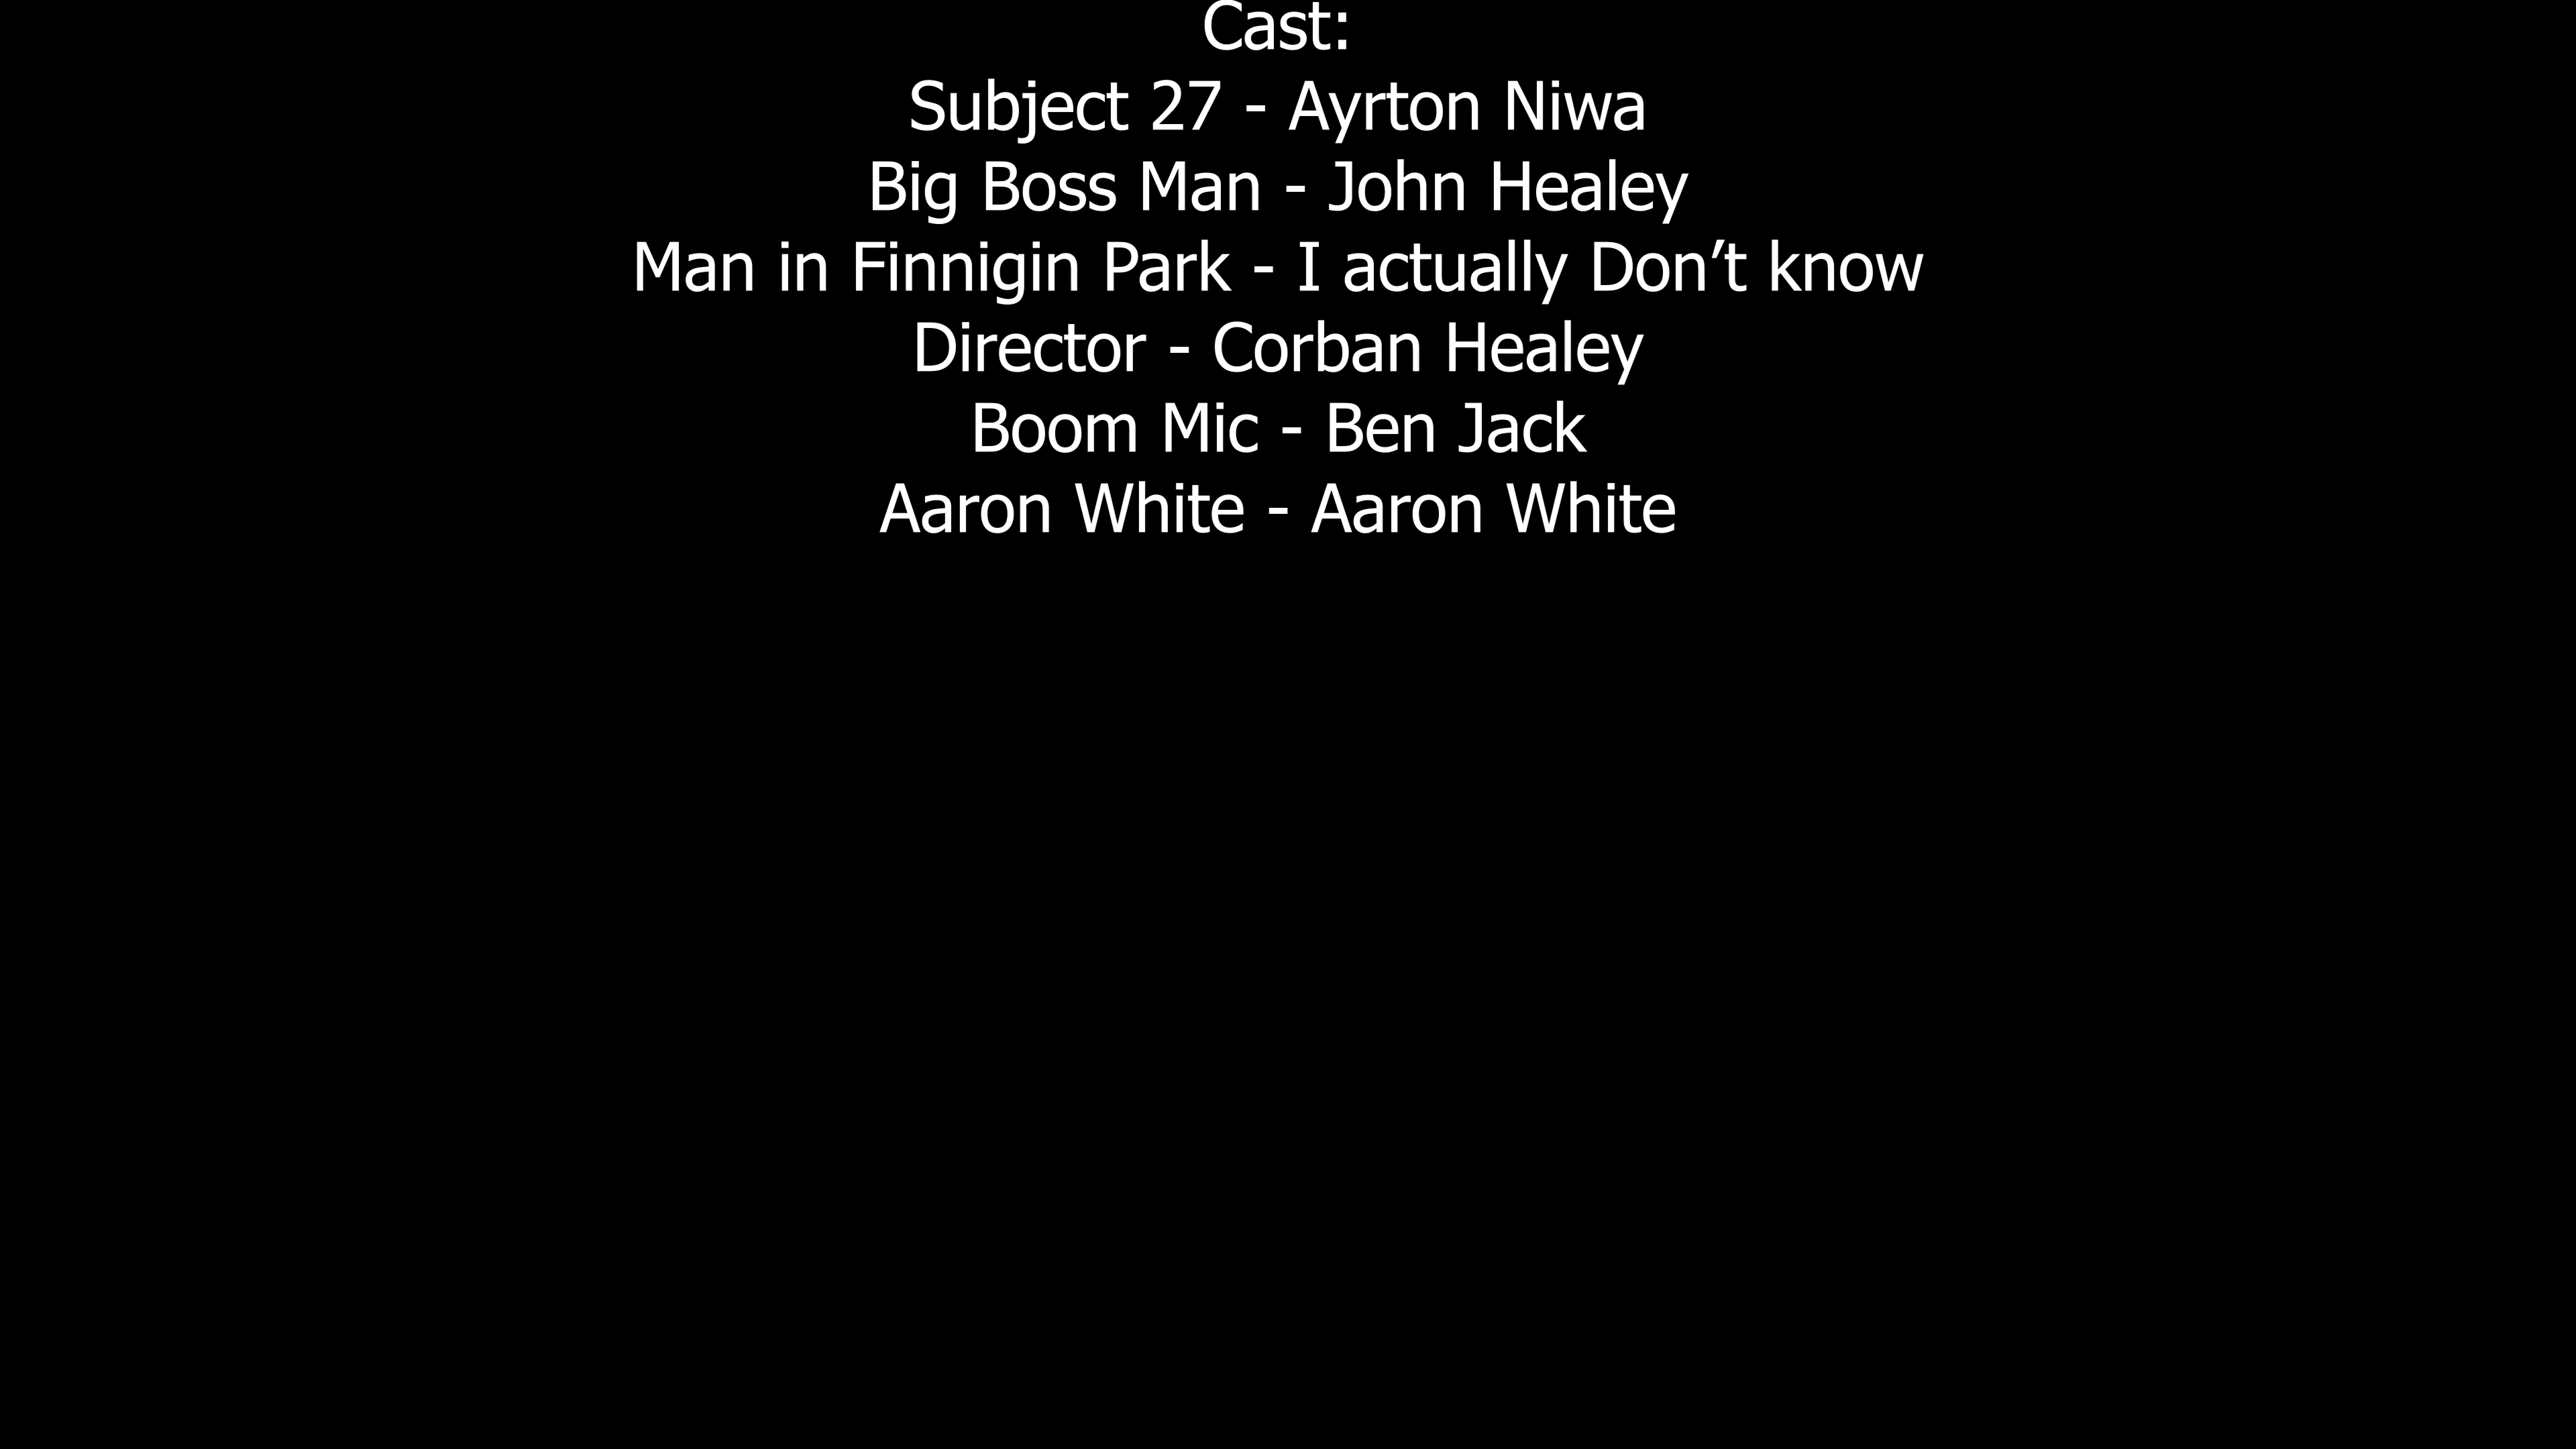 Cast:
Subject 27 - Ayrton Niwa
Big Boss Man - John Healey
Man in Finnigin Park - I actually Don’t know
Director - Corban Healey
Boom Mic - Ben Jack
Aaron White - Aaron White